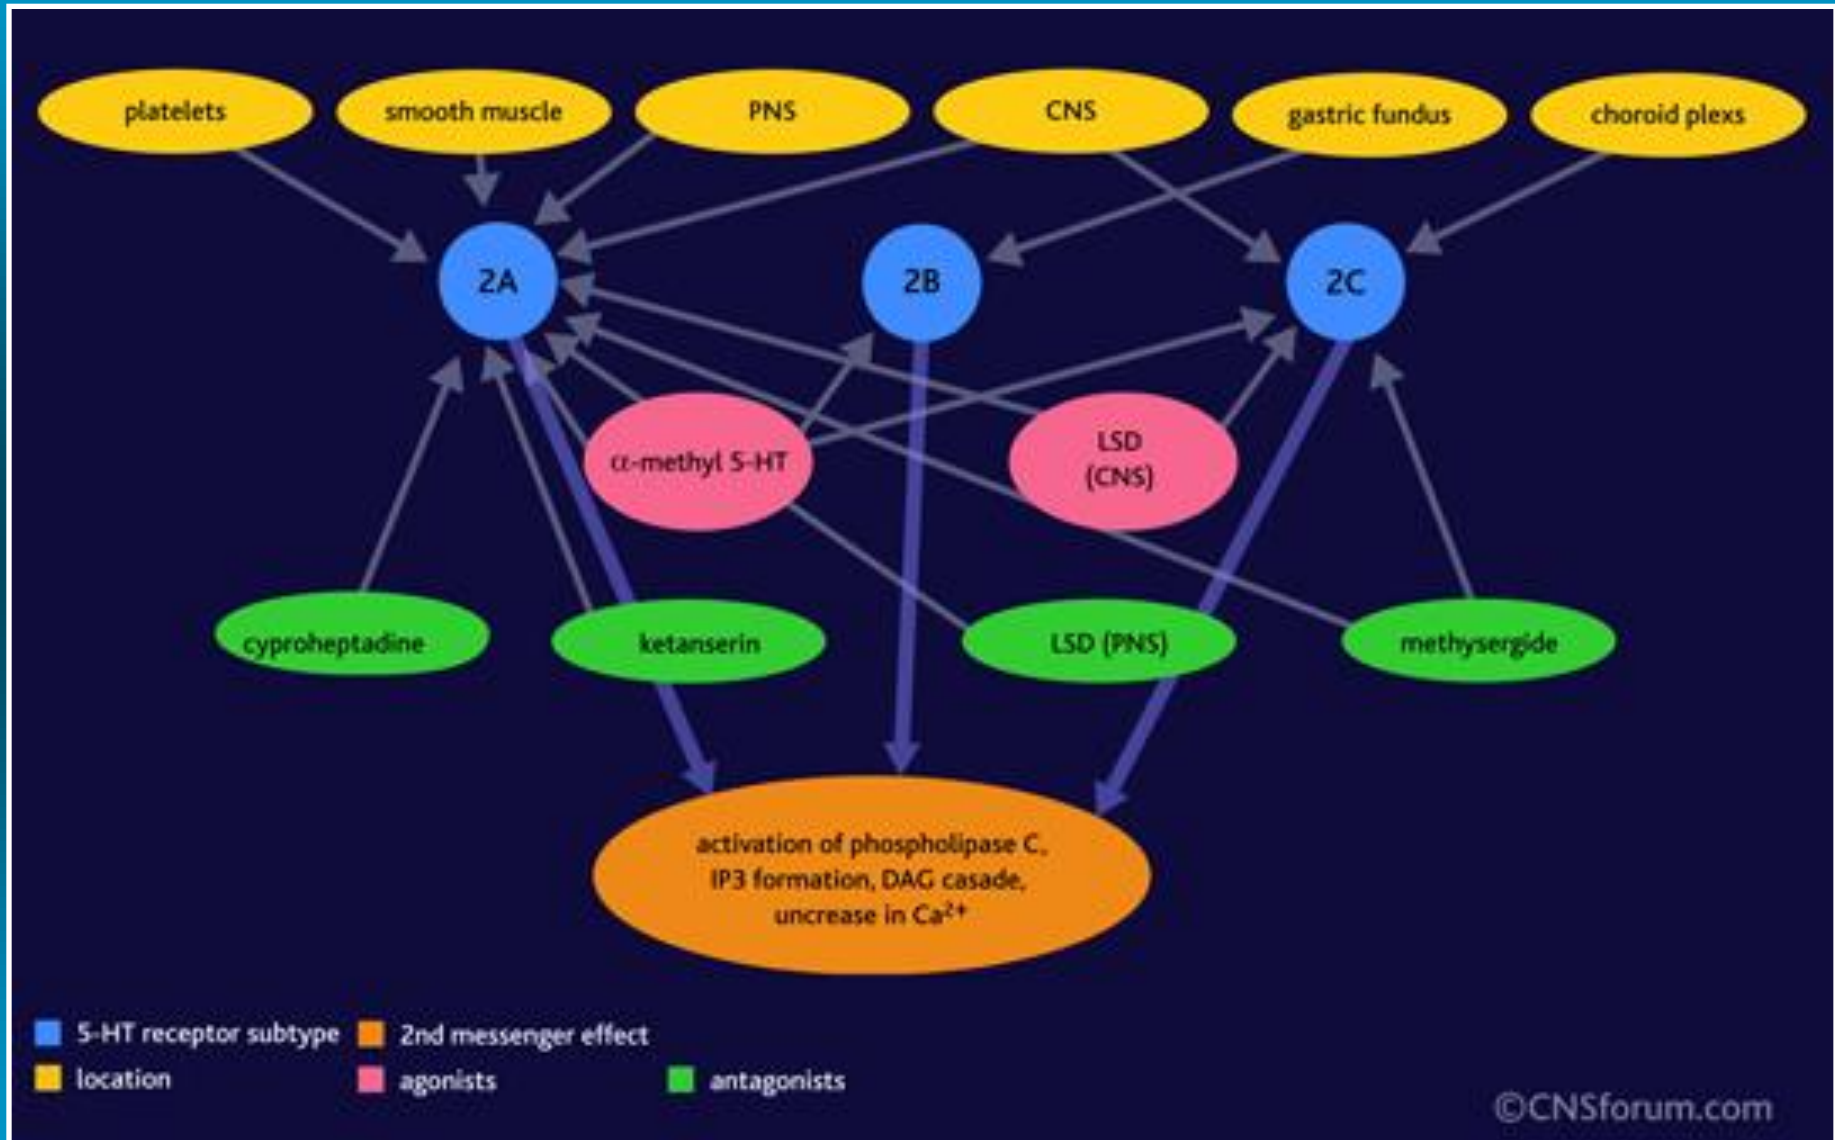 platelets
smooth muscle
PNS
CNS
gastric fundus
choroid plexs
2A
2B
2C
α-methyl 5-HT
LSD
(CNS)
cyproheptadine
ketanserin
LSD (PNS)
methysergide
activation of phospholipase C,
IP3 formation, DAG casade,
uncrease in Ca²⁺
5-HT receptor subtype
2nd messenger effect
location
agonists
antagonists
©CNSforum.com